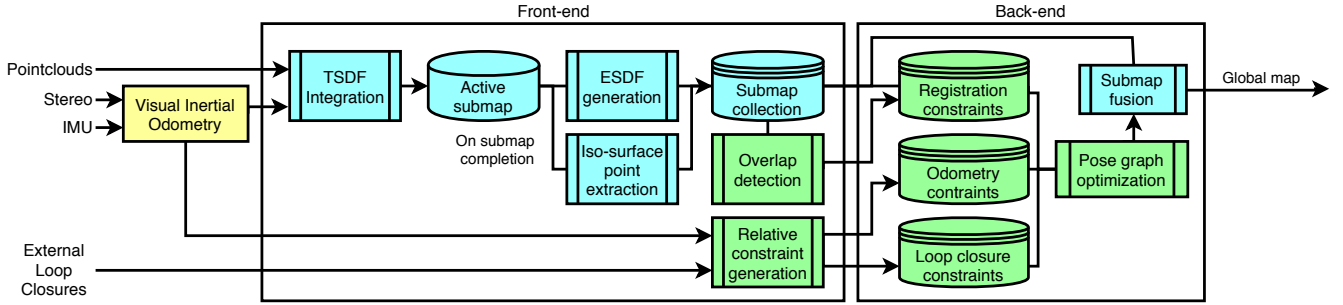 Front-end
Back-end
Pointclouds
Stereo
IMU
Visual Inertial
Odometry
TSDF
Integration
Active
submap
On submap
completion
ESDF
generation
Iso-surface
point
extraction
Submap
collection
Overlap
detection
Relative
constraint
generation
Registration
constraints
Odometry
contraints
Loop closure
constraints
Submap
fusion
Pose graph
optimization
Global map
External
Loop
Closures